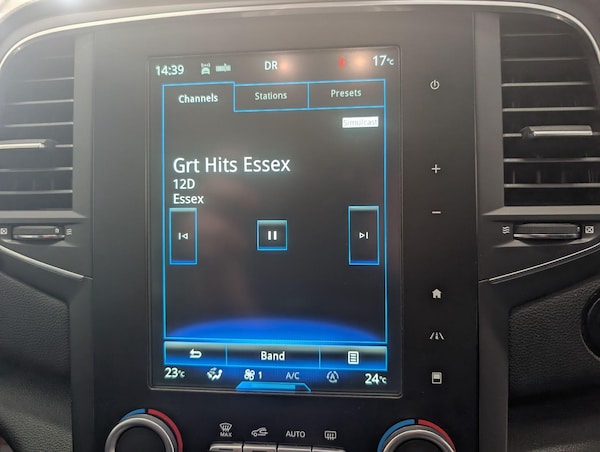 14:39 DR 17°C
Channels Stations Presets
Simulcast
Grt Hits Essex
12D
Essex
Band
23°C 1 A/C 24°C
MAX AUTO